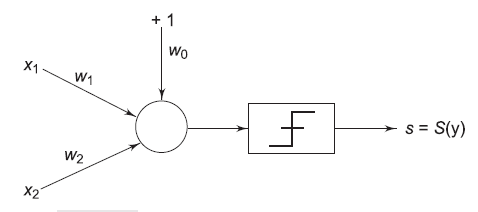 + 1
w0
x1
w1
w2
x2
s = S(y)